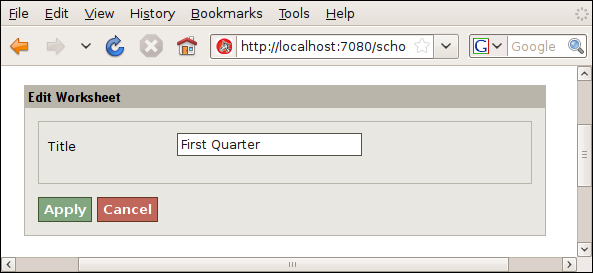 File Edit View History Bookmarks Tools Help
http://localhost:7080/scho G Google
Edit Worksheet
Title First Quarter
Apply Cancel